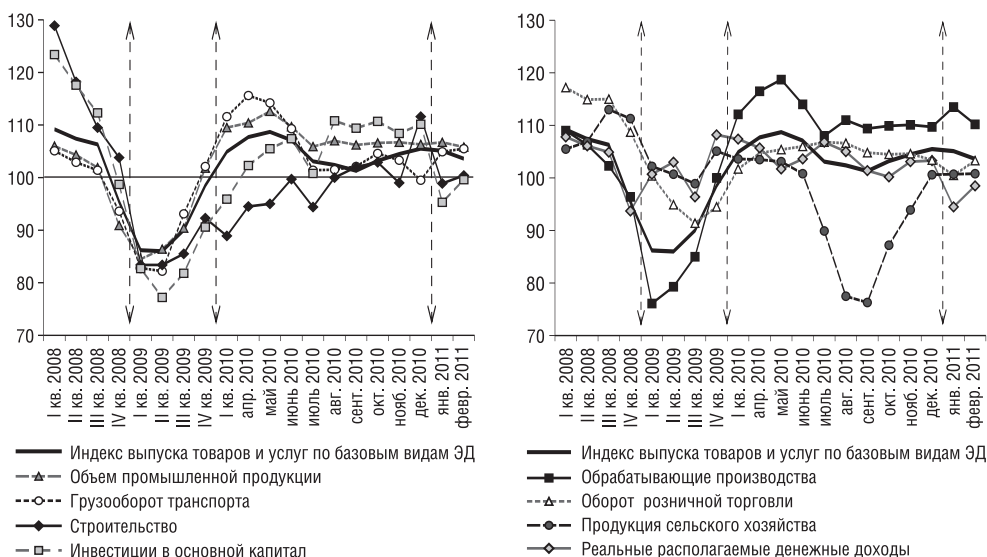 130
120
110
100
90
80
70
I кв. 2008
II кв. 2008
III кв. 2008
IV кв. 2008
I кв. 2009
II кв. 2009
III кв. 2009
IV кв. 2009
I кв. 2010
апр. 2010
май 2010
июнь 2010
июль 2010
авг. 2010
сент. 2010
окт. 2010
нояб. 2010
дек. 2010
янв. 2011
февр. 2011
Индекс выпуска товаров и услуг по базовым видам ЭД
Объем промышленной продукции
Грузооборот транспорта
Строительство
Инвестиции в основной капитал
130
120
110
100
90
80
70
I кв. 2008
II кв. 2008
III кв. 2008
IV кв. 2008
I кв. 2009
II кв. 2009
III кв. 2009
IV кв. 2009
I кв. 2010
апр. 2010
май 2010
июнь 2010
июль 2010
авг. 2010
сент. 2010
окт. 2010
нояб. 2010
дек. 2010
янв. 2011
февр. 2011
Индекс выпуска товаров и услуг по базовым видам ЭД
Обрабатывающие производства
Оборот розничной торговли
Продукция сельского хозяйства
Реальные располагаемые денежные доходы